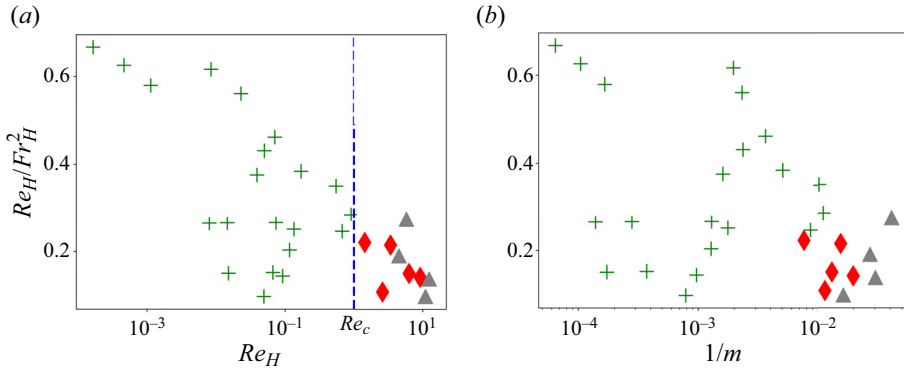 (a)
(b)
0.6
0.4
0.2
Re_H/Fr_H^2
10^{-3}
10^{-1}
Re_c
10^1
Re_H
0.6
0.4
0.2
10^{-4}
10^{-3}
10^{-2}
1/m